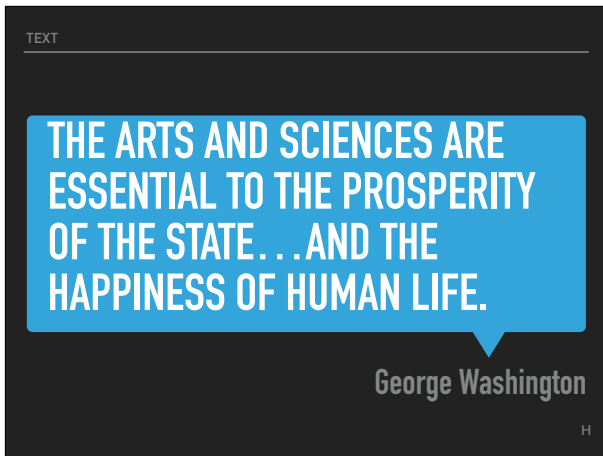 TEXT
THE ARTS AND SCIENCES ARE
ESSENTIAL TO THE PROSPERITY
OF THE STATE...AND THE
HAPPINESS OF HUMAN LIFE.
George Washington
H